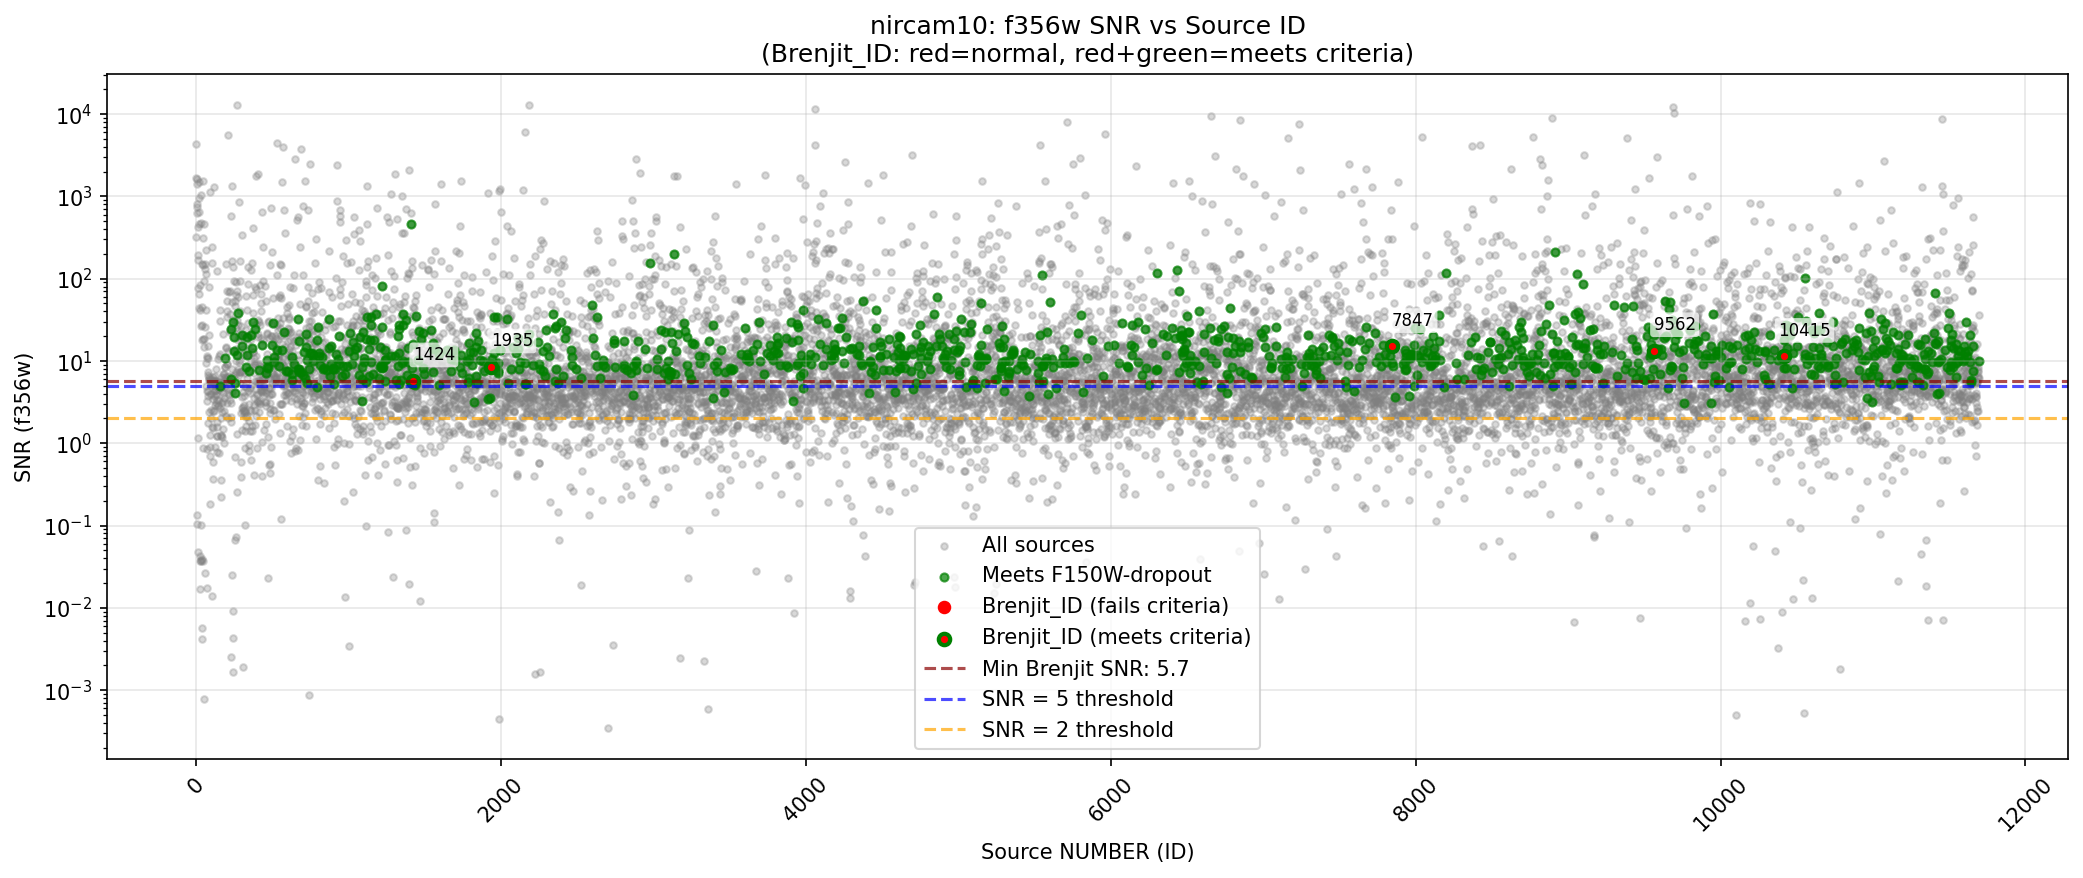 nircam10: f356w SNR vs Source ID
(Brenjit_ID: red=normal, red+green=meets criteria)
SNR (f356w)
10⁴
10³
10²
10¹
10⁰
10⁻¹
10⁻²
10⁻³
1424
1935
7847
9562
10415
All sources
Meets F150W-dropout
Brenjit_ID (fails criteria)
Brenjit_ID (meets criteria)
Min Brenjit SNR: 5.7
SNR = 5 threshold
SNR = 2 threshold
0
2000
4000
6000
8000
10000
12000
Source NUMBER (ID)